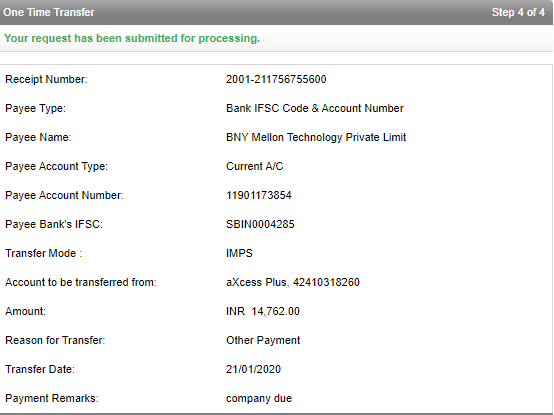 One Time Transfer Step 4 of 4
Your request has been submitted for processing.
Receipt Number: 2001-211756755600
Payee Type: Bank IFSC Code & Account Number
Payee Name: BNY Mellon Technology Private Limit
Payee Account Type: Current A/C
Payee Account Number: 11901173854
Payee Bank's IFSC: SBIN0004285
Transfer Mode : IMPS
Account to be transferred from: aXcess Plus, 42410318260
Amount: INR 14,762.00
Reason for Transfer: Other Payment
Transfer Date: 21/01/2020
Payment Remarks: company due